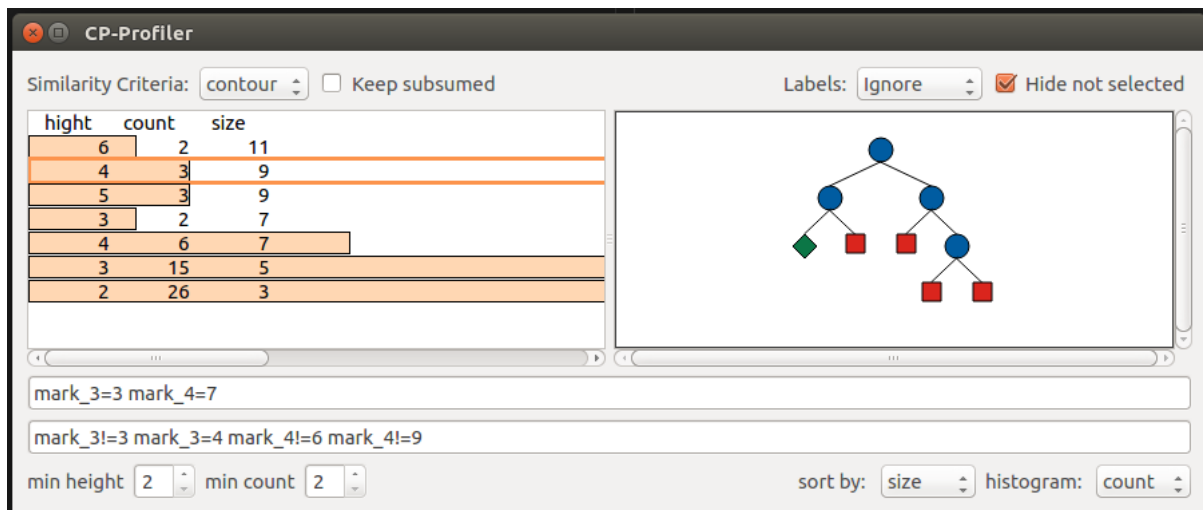 CP-Profiler
Similarity Criteria: contour Keep subsumed Labels: Ignore Hide not selected
hight count size
6 2 11
4 3 9
5 3 9
3 2 7
4 6 7
3 15 5
2 26 3
mark_3=3 mark_4=7
mark_3!=3 mark_3=4 mark_4!=6 mark_4!=9
min height 2 min count 2 sort by: size histogram: count